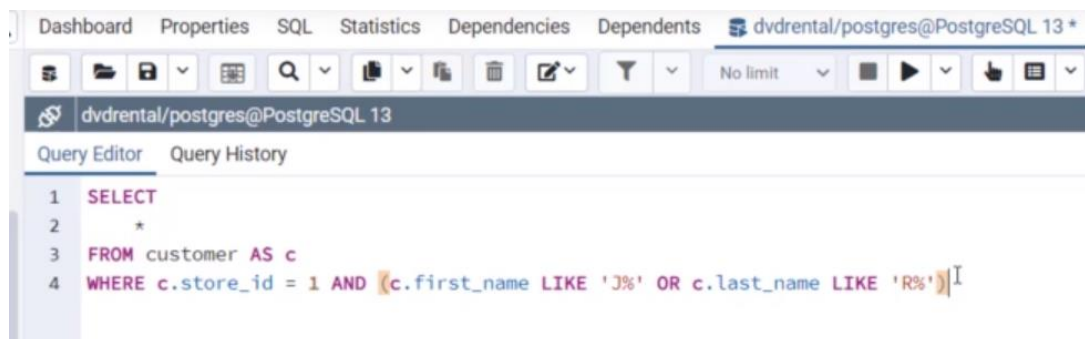 Dashboard Properties SQL Statistics Dependencies Dependents dvdrental/postgres@PostgreSQL 13 *
No limit
dvdrental/postgres@PostgreSQL 13
Query Editor Query History
1 SELECT
2 *
3 FROM customer AS c
4 WHERE c.store_id = 1 AND (c.first_name LIKE 'J%' OR c.last_name LIKE 'R%')